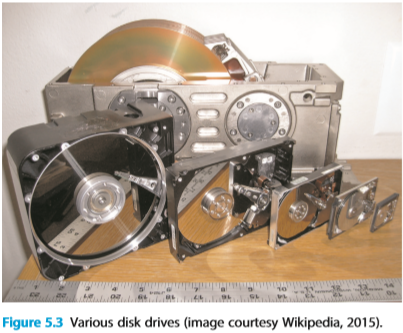 Figure 5.3 Various disk drives (image courtesy Wikipedia, 2015).